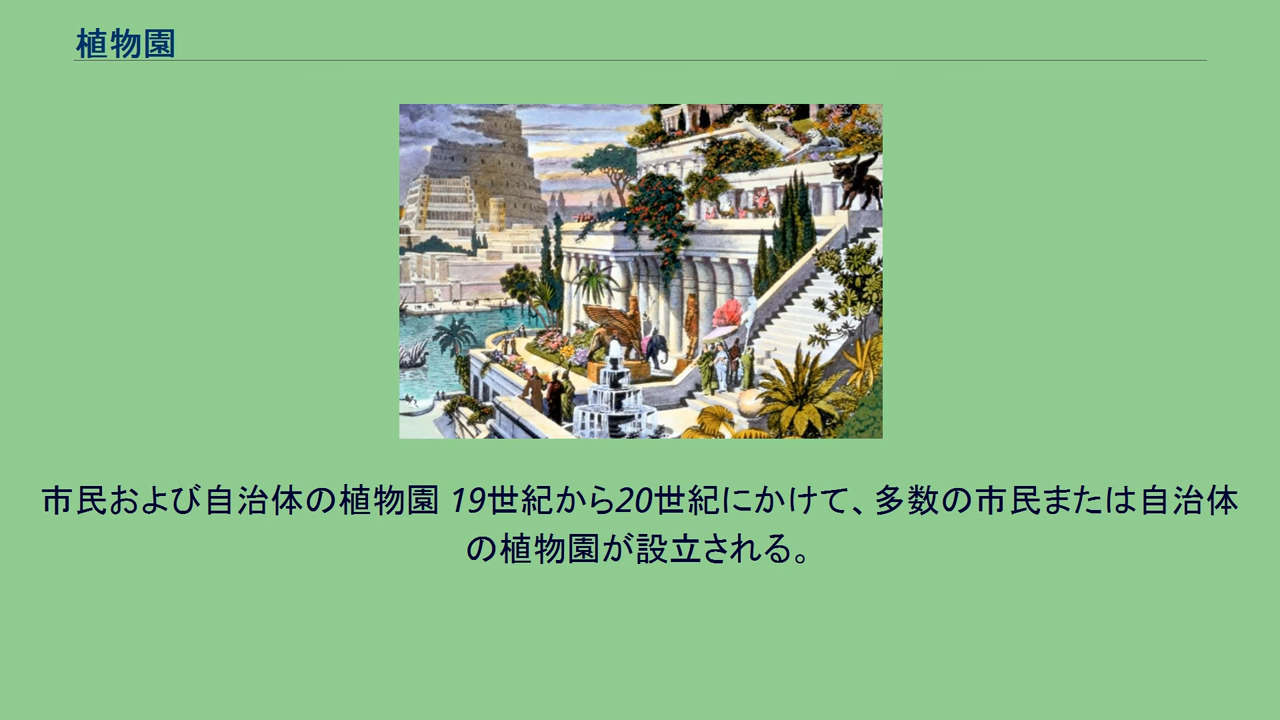 植物園
市民および自治体の植物園 19世紀から20世紀にかけて、多数の市民または自治体
の植物園が設立される。